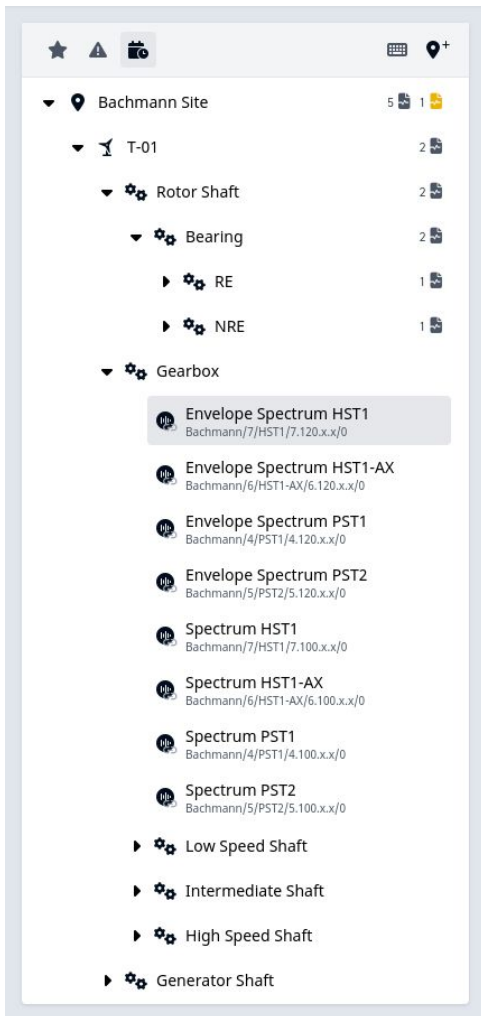 Bachmann Site 5 1
T-01 2
Rotor Shaft 2
Bearing 2
RE 1
NRE 1
Gearbox
Envelope Spectrum HST1
Bachmann/7/HST1/7.120.x.x/0
Envelope Spectrum HST1-AX
Bachmann/6/HST1-AX/6.120.x.x/0
Envelope Spectrum PST1
Bachmann/4/PST1/4.120.x.x/0
Envelope Spectrum PST2
Bachmann/5/PST2/5.120.x.x/0
Spectrum HST1
Bachmann/7/HST1/7.100.x.x/0
Spectrum HST1-AX
Bachmann/6/HST1-AX/6.100.x.x/0
Spectrum PST1
Bachmann/4/PST1/4.100.x.x/0
Spectrum PST2
Bachmann/5/PST2/5.100.x.x/0
Low Speed Shaft
Intermediate Shaft
High Speed Shaft
Generator Shaft